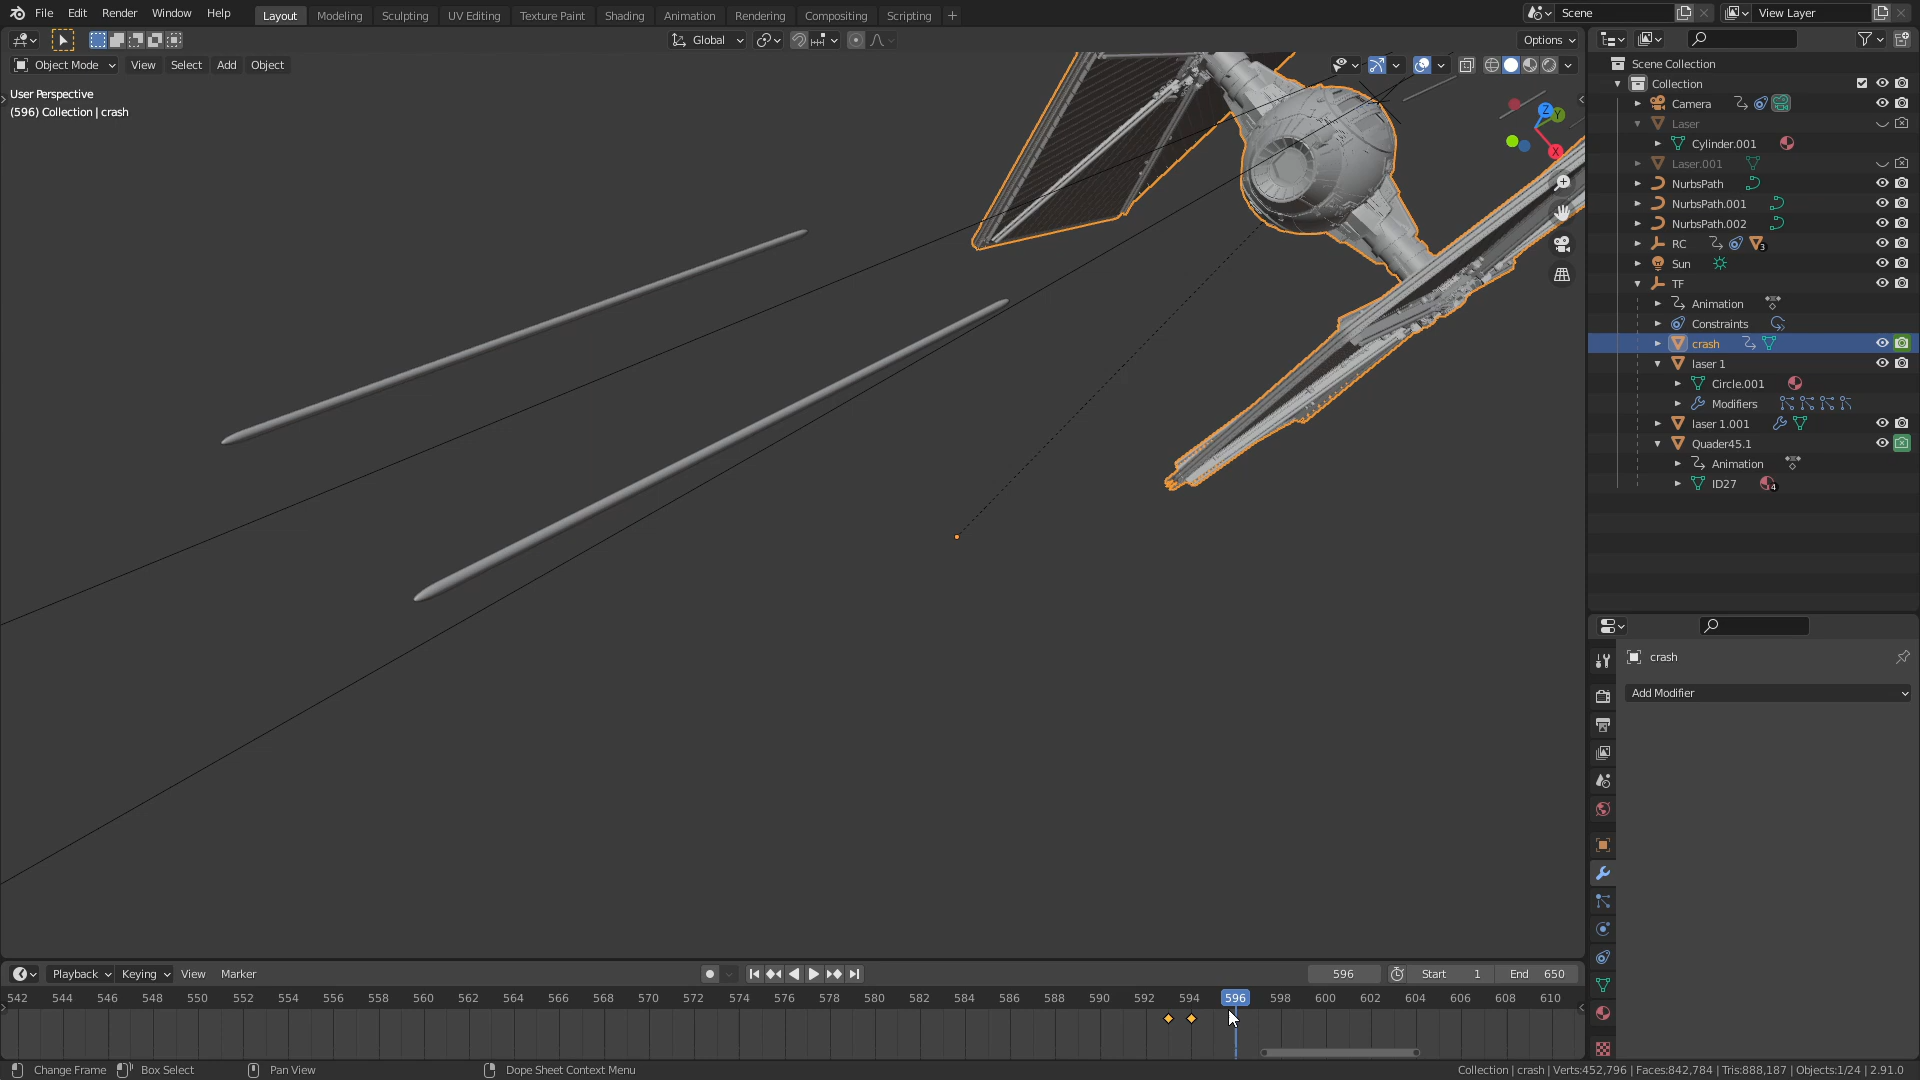 File Edit Render Window Help Layout Modeling Sculpting UV Editing Texture Paint Shading Animation Rendering Compositing Scripting Scene View Layer
Global Options
Object Mode View Select Add Object
User Perspective
(596) Collection | crash
Z
Y
X
Scene Collection
Collection
Camera
Laser
Cylinder.001
Laser.001
NurbsPath
NurbsPath.001
NurbsPath.002
RC 3
Sun
TF
Animation
Constraints
crash
laser 1
Circle.001
Modifiers
laser 1.001
Quader45.1
Animation
ID27 4
crash
Add Modifier
Playback Keying View Marker 596 Start 1 End 650
542 544 546 548 550 552 554 556 558 560 562 564 566 568 570 572 574 576 578 580 582 584 586 588 590 592 594 596 598 600 602 604 606 608 610
Change Frame Box Select Pan View Dope Sheet Context Menu Collection | crash | Verts:452,796 | Faces:842,784 | Tris:888,187 | Objects:1/24 | 2.91.0